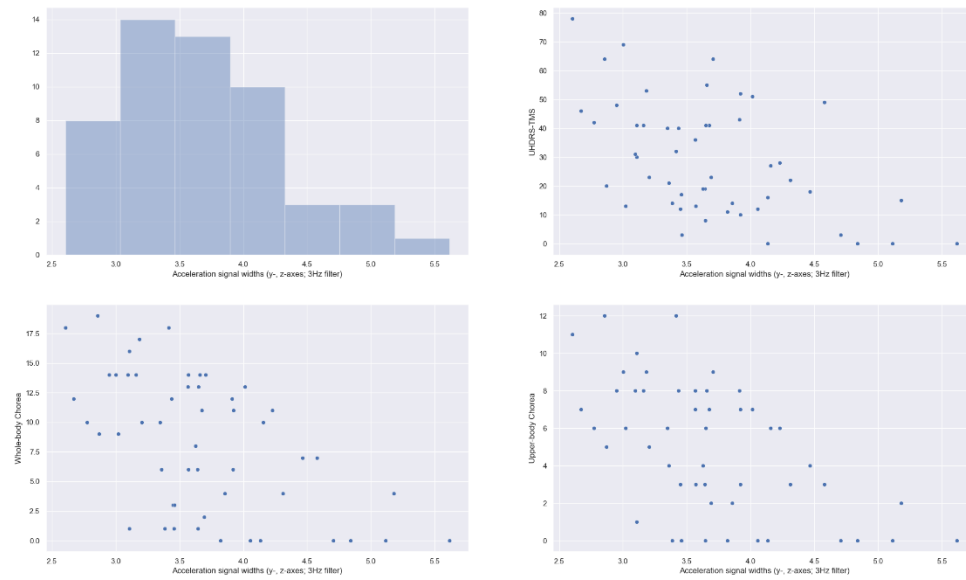 14
12
10
8
6
4
2
0
2.5 3.0 3.5 4.0 4.5 5.0 5.5
Acceleration signal widths (y-, z-axes; 3Hz filter)
UHDRS-TMS
80
70
60
50
40
30
20
10
0
2.5 3.0 3.5 4.0 4.5 5.0 5.5
Acceleration signal widths (y-, z-axes; 3Hz filter)
Whole-body Chorea
17.5
15.0
12.5
10.0
7.5
5.0
2.5
0.0
2.5 3.0 3.5 4.0 4.5 5.0 5.5
Acceleration signal widths (y-, z-axes; 3Hz filter)
Upper-body Chorea
12
10
8
6
4
2
0
2.5 3.0 3.5 4.0 4.5 5.0 5.5
Acceleration signal widths (y-, z-axes; 3Hz filter)